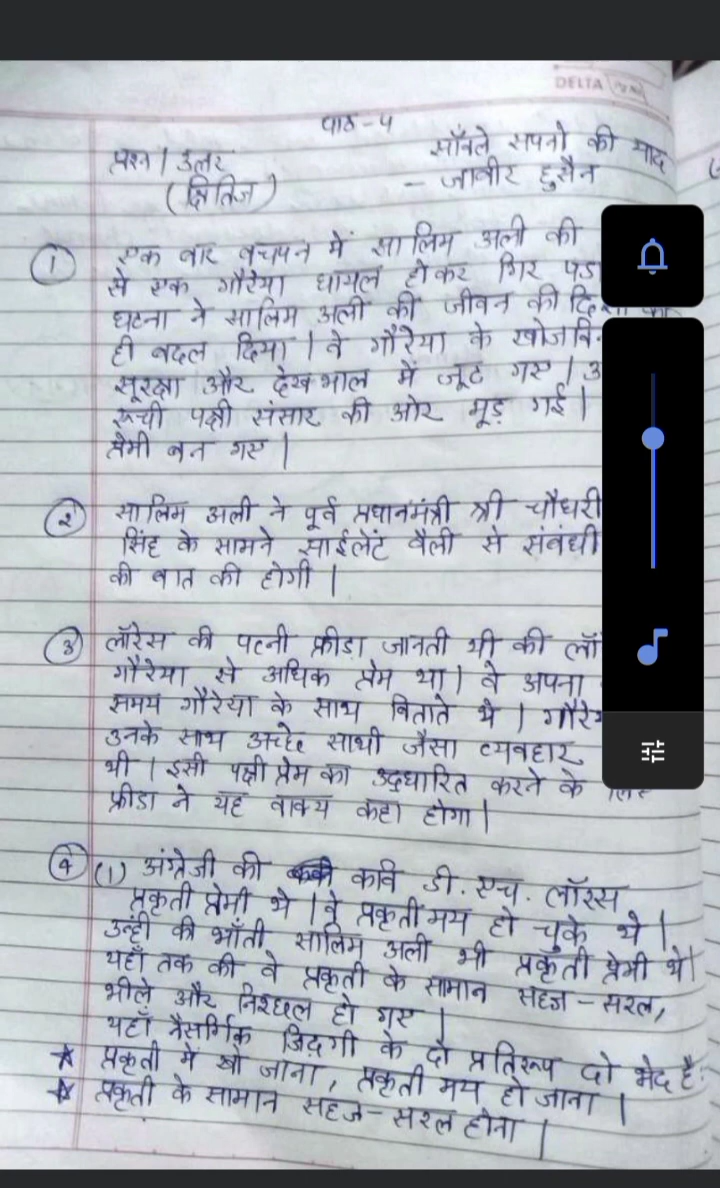 DELTA
पाठ-4
प्रश्न / उत्तर
साँवले सपनो की याद
(क्षितिज)
- जाबीर हुसैन
① एक बार बचपन में सालिम अली की
से एक गौरैया घायल होकर गिर
घटना ने सालिम अली की जीवन की
ही बदल दिया । वे गौरैया के
सूरक्षा और देखभाल में जूट गए ।
रूची पक्षी संसार की ओर मूड़ गई ।
प्रेमी बन गए ।
② सालिम अली ने पूर्व प्रधानमंत्री श्री चौधरी
सिंह के सामने साईलेंट वैली से संबंधी
की बात की होगी ।
③ लॉरेस की पत्नी फ्रीडा जानती थी की
गौरेया से अधिक प्रेम था । वे अपना
समय गौरेया के साथ बिताते थे ।
उनके साथ अच्छे साथी जैसा व्यवहार
थी । इसी पक्षी प्रेम का उद्धधारित करने के
फ्रीडा ने यह वाक्य कहा होगा ।
④ (1) अंग्रेजी की कवि डी. एच. लॉरस
प्रकृती प्रेमी थे । वे प्रकृती मय हो चुके थे ।
उन्हीं की भाँती सालिम अली भी प्रकृती प्रेमी थे ।
यहाँ तक की वे प्रकृती के सामान सहज - सरल,
भोले और निश्छल हो गए ।
यहाँ नैसर्गिक जिंदगी के दो प्रतिरूप दो भेद है:
★ प्रकृती में खो जाना, प्रकृती मय हो जाना ।
★ प्रकृती के सामान सहज - सरल होना ।